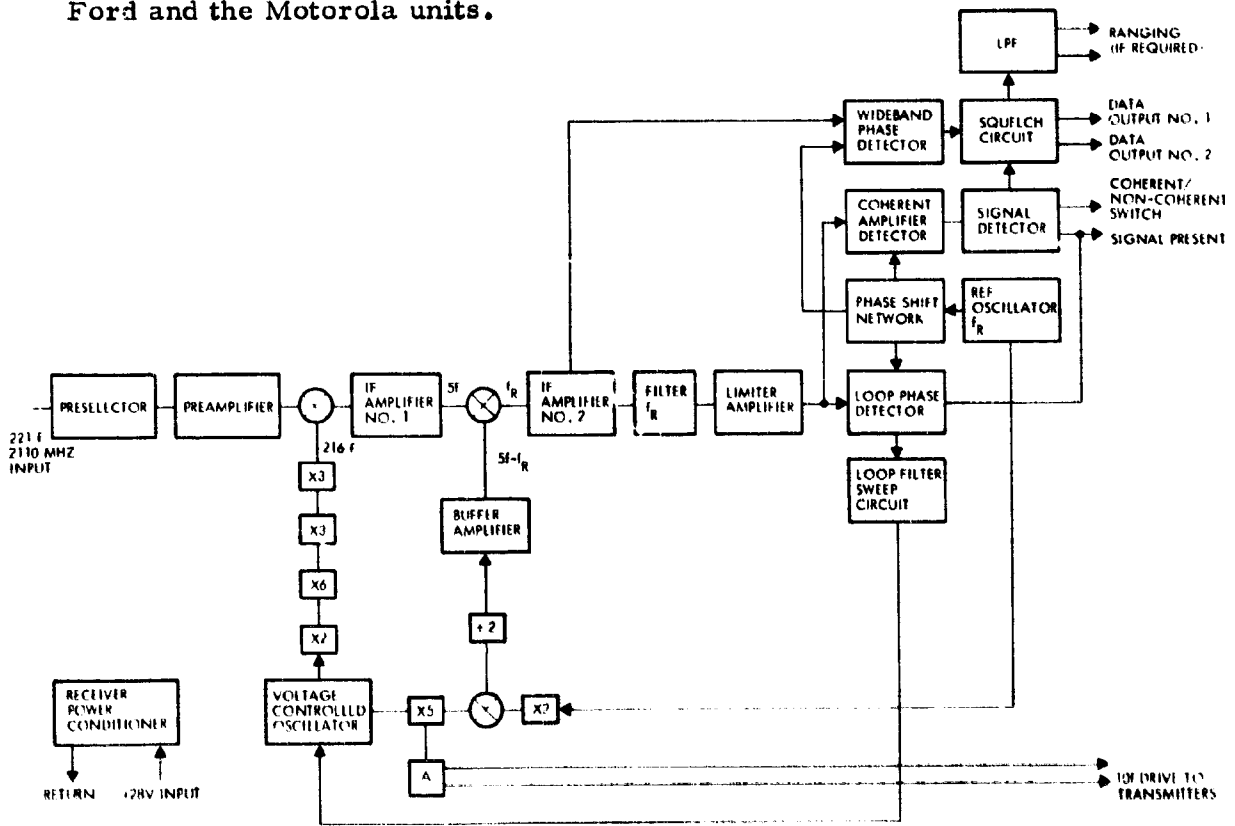 Ford and the Motorola units.
LPF
RANGING
(IF REQUIRED)
WIDEBAND
PHASE
DETECTOR
SQUELCH
CIRCUIT
DATA
OUTPUT NO. 1
DATA
OUTPUT NO. 2
COHERENT
AMPLIFIER
DETECTOR
SIGNAL
DETECTOR
COHERENT/
NON-COHERENT
SWITCH
SIGNAL PRESENT
PHASE SHIFT
NETWORK
REF
OSCILLATOR
fR
PRESELECTOR
PREAMPLIFIER
×
IF
AMPLIFIER
NO. 1
5f
×
fR
IF
AMPLIFIER
NO. 2
FILTER
fR
LIMITER
AMPLIFIER
LOOP PHASE
DETECTOR
221 F
2110 MHZ
INPUT
216 F
5f-fR
X3
X3
X6
X2
BUFFER
AMPLIFIER
LOOP FILTER
SWEEP
CIRCUIT
÷ 2
RECEIVER
POWER
CONDITIONER
VOLTAGE
CONTROLLED
OSCILLATOR
X5
×
X2
A
RETURN
+28V INPUT
10f DRIVE TO
TRANSMITTERS